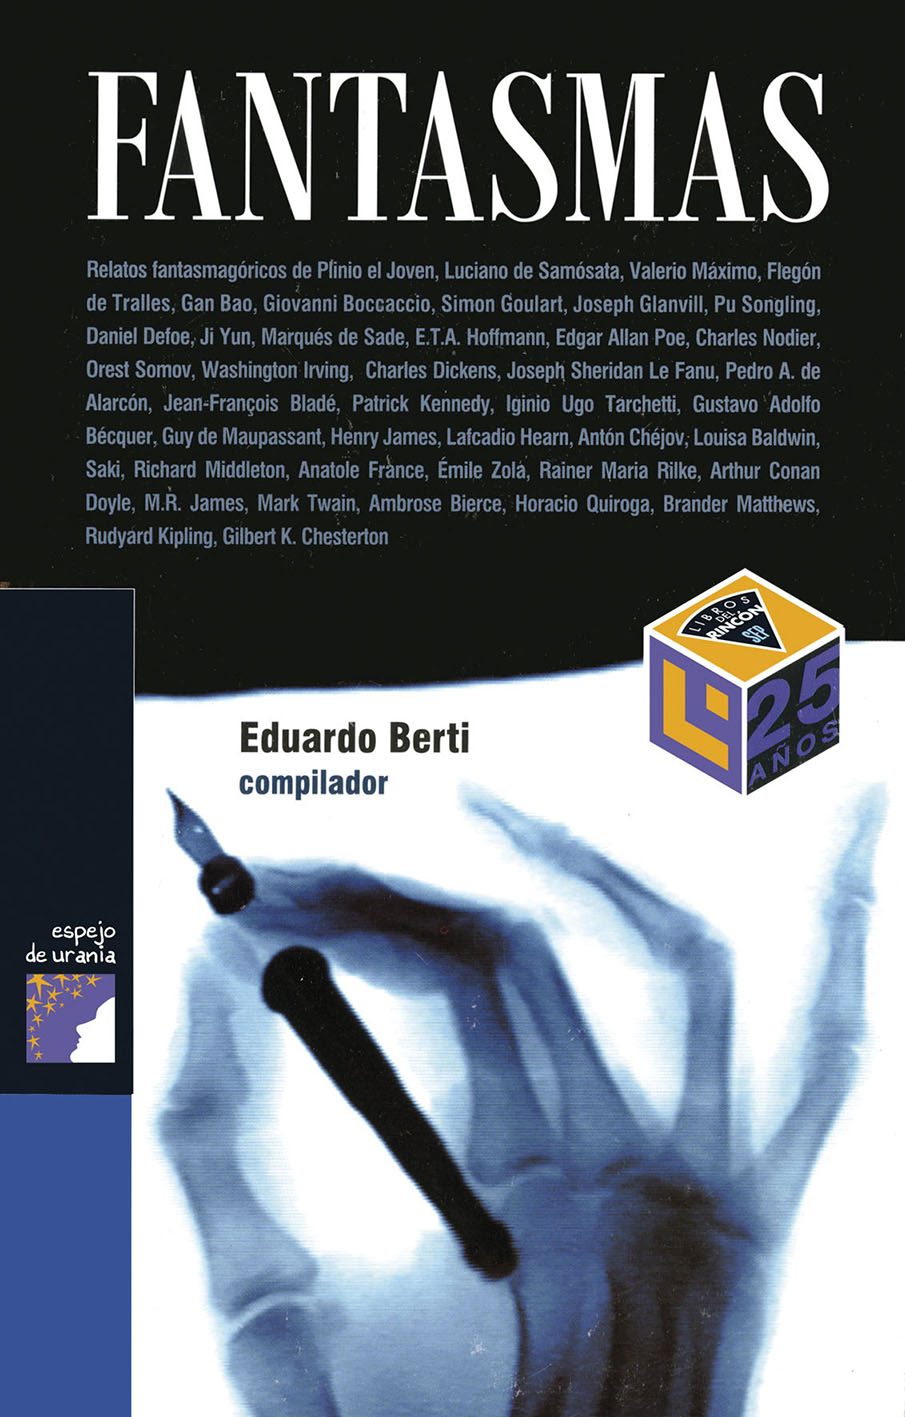 FANTASMAS
Relatos fantasmagóricos de Plinio el Joven, Luciano de Samósata, Valerio Máximo, Flegón
de Tralles, Gan Bao, Giovanni Boccaccio, Simon Goulart, Joseph Glanvill, Pu Songling,
Daniel Defoe, Ji Yun, Marqués de Sade, E.T.A. Hoffmann, Edgar Allan Poe, Charles Nodier,
Orest Somov, Washington Irving, Charles Dickens, Joseph Sheridan Le Fanu, Pedro A. de
Alarcón, Jean-François Bladé, Patrick Kennedy, Iginio Ugo Tarchetti, Gustavo Adolfo
Bécquer, Guy de Maupassant, Henry James, Lafcadio Hearn, Antón Chéjov, Louisa Baldwin,
Saki, Richard Middleton, Anatole France, Émile Zola, Rainer Maria Rilke, Arthur Conan
Doyle, M.R. James, Mark Twain, Ambrose Bierce, Horacio Quiroga, Brander Matthews,
Rudyard Kipling, Gilbert K. Chesterton
LIBROS
DEL
RINCÓN
SEP
25
AÑOS
Eduardo Berti
compilador
espejo
de urania